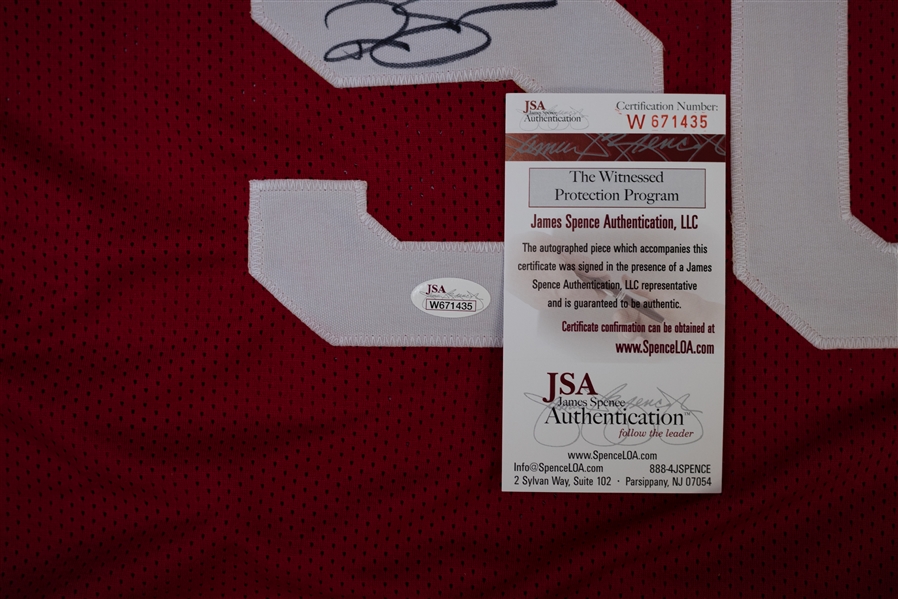 JSA
James Spence
Authentication™
Certification Number:
W 671435
The Witnessed
Protection Program
James Spence Authentication, LLC
The autographed piece which accompanies this
certificate was signed in the presence of a James
Spence Authentication, LLC representative
and is guaranteed to be authentic.
Certificate confirmation can be obtained at
www.SpenceLOA.com
JSA
James Spence
Authentication™
follow the leader
www.SpenceLOA.com
Info@SpenceLOA.com 888-4JSPENCE
2 Sylvan Way, Suite 102 · Parsippany, NJ 07054
JSA
W671435